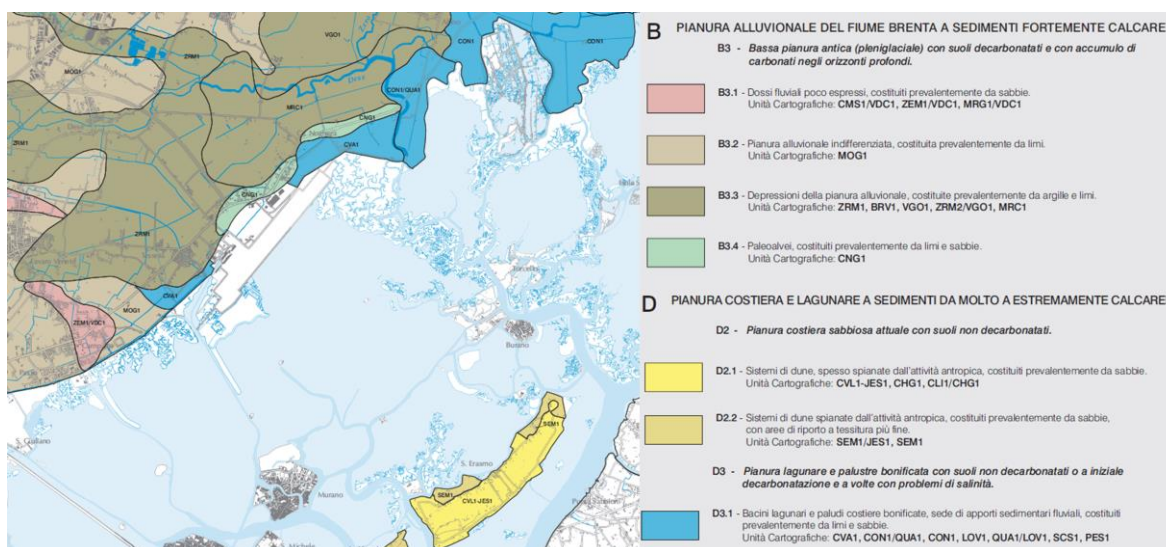 VGO1
CON1
CON1
ZRM1
MOG1
CON1/QUA1
MRC1
CNG1
CVA1
ZRM1
CNG1
ZRM1
CVA1
MOG1
ZEM1/VDC1
Burano
SEM1
S. Giuliano
S. Erasmo
Murano
SEM1
CVL1-JES1
S. Michele
B PIANURA ALLUVIONALE DEL FIUME BRENTA A SEDIMENTI FORTEMENTE CALCARE
B3 - Bassa pianura antica (pleniglaciale) con suoli decarbonatati e con accumulo di
carbonati negli orizzonti profondi.
B3.1 - Dossi fluviali poco espressi, costituiti prevalentemente da sabbie.
Unità Cartografiche: CMS1/VDC1, ZEM1/VDC1, MRG1/VDC1
B3.2 - Pianura alluvionale indifferenziata, costituita prevalentemente da limi.
Unità Cartografiche: MOG1
B3.3 - Depressioni della pianura alluvionale, costituite prevalentemente da argille e limi.
Unità Cartografiche: ZRM1, BRV1, VGO1, ZRM2/VGO1, MRC1
B3.4 - Paleoalvei, costituiti prevalentemente da limi e sabbie.
Unità Cartografiche: CNG1
D PIANURA COSTIERA E LAGUNARE A SEDIMENTI DA MOLTO A ESTREMAMENTE CALCARE
D2 - Pianura costiera sabbiosa attuale con suoli non decarbonatati.
D2.1 - Sistemi di dune, spesso spianate dall'attività antropica, costituiti prevalentemente da sabbie.
Unità Cartografiche: CVL1-JES1, CHG1, CLI1/CHG1
D2.2 - Sistemi di dune spianate dall'attività antropica, costituiti prevalentemente da sabbie,
con aree di riporto a tessitura più fine.
Unità Cartografiche: SEM1/JES1, SEM1
D3 - Pianura lagunare e palustre bonificata con suoli non decarbonatati o a iniziale
decarbonatazione e a volte con problemi di salinità.
D3.1 - Bacini lagunari e paludi costiere bonificate, sede di apporti sedimentari fluviali, costituiti
prevalentemente da limi e sabbie.
Unità Cartografiche: CVA1, CON1/QUA1, CON1, LOV1, QUA1/LOV1, SCS1, PES1